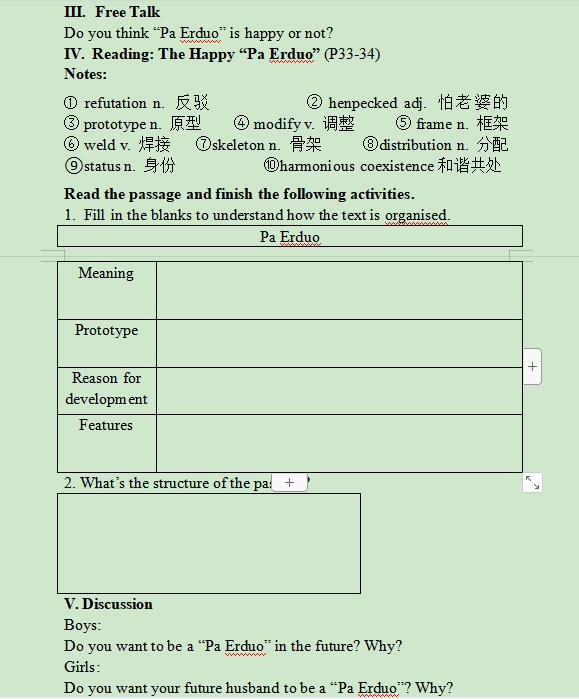 III. Free Talk
Do you think “Pa Erduo” is happy or not?
IV. Reading: The Happy “Pa Erduo” (P33-34)
Notes:
① refutation n. 反驳 ② henpecked adj. 怕老婆的
③ prototype n. 原型 ④ modify v. 调整 ⑤ frame n. 框架
⑥ weld v. 焊接 ⑦skeleton n. 骨架 ⑧distribution n. 分配
⑨status n. 身份 ⑩harmonious coexistence 和谐共处
Read the passage and finish the following activities.
1. Fill in the blanks to understand how the text is organised.
Pa Erduo
Meaning
Prototype
Reason for
development
Features
2. What’s the structure of the
V. Discussion
Boys:
Do you want to be a “Pa Erduo” in the future? Why?
Girls:
Do you want your future husband to be a “Pa Erduo”? Why?